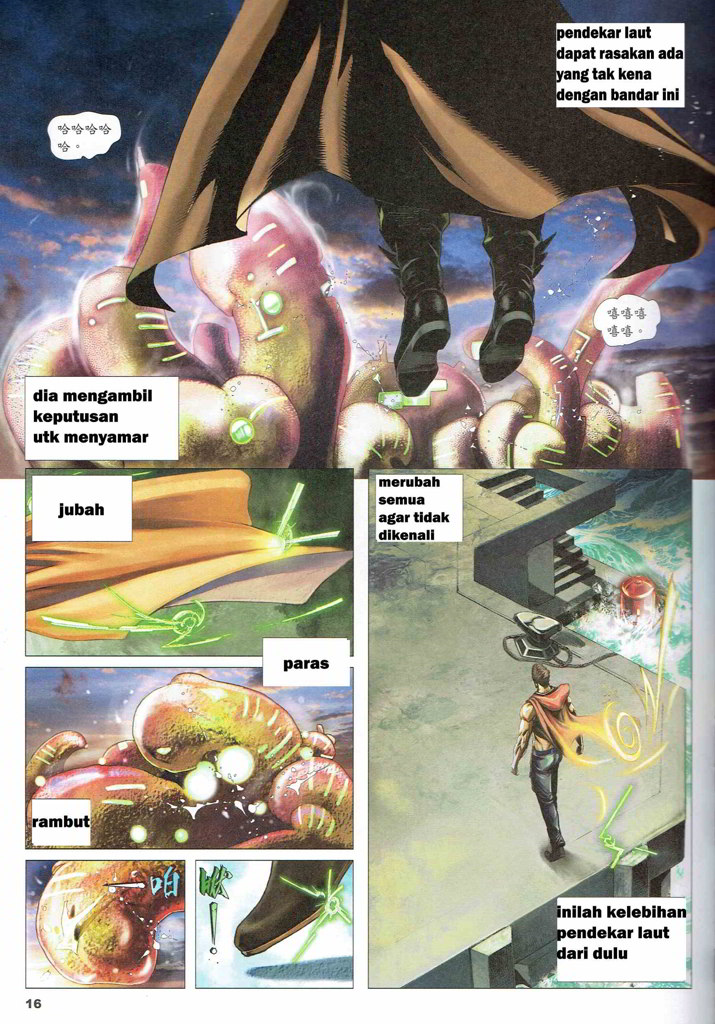 pendekar laut
dapat rasakan ada
yang tak kena
dengan bandar ini
哈哈哈哈
哈。
嘻嘻嘻
嘻嘻。
dia mengambil
keputusan
utk menyamar
jubah
merubah
semua
agar tidak
dikenali
paras
rambut
inilah kelebihan
pendekar laut
dari dulu
16